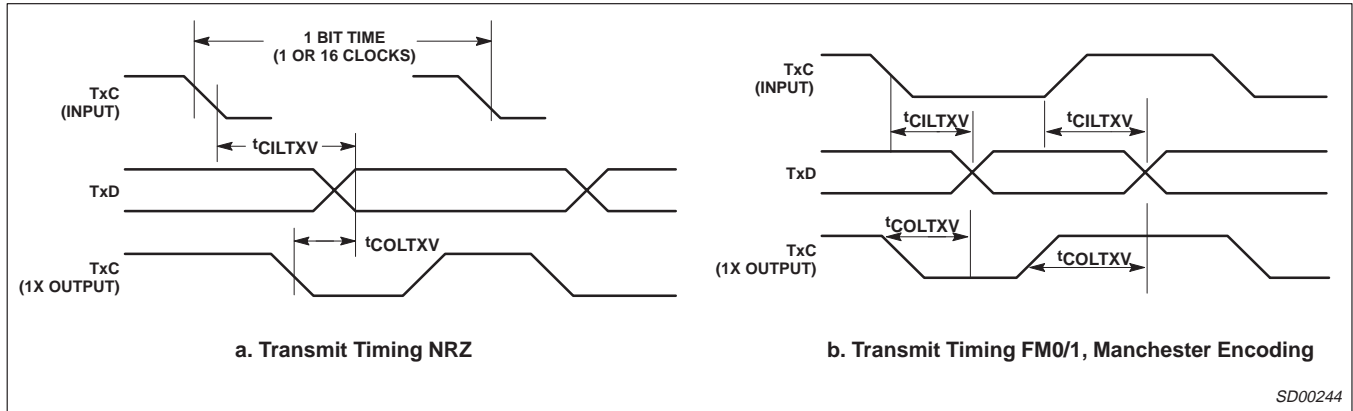 1 BIT TIME
(1 OR 16 CLOCKS)
TxC
(INPUT)
tCILTXV
TxD
tCOLTXV
TxC
(1X OUTPUT)
a. Transmit Timing NRZ
TxC
(INPUT)
tCILTXV
tCILTXV
TxD
tCOLTXV
tCOLTXV
TxC
(1X OUTPUT)
b. Transmit Timing FM0/1, Manchester Encoding
SD00244